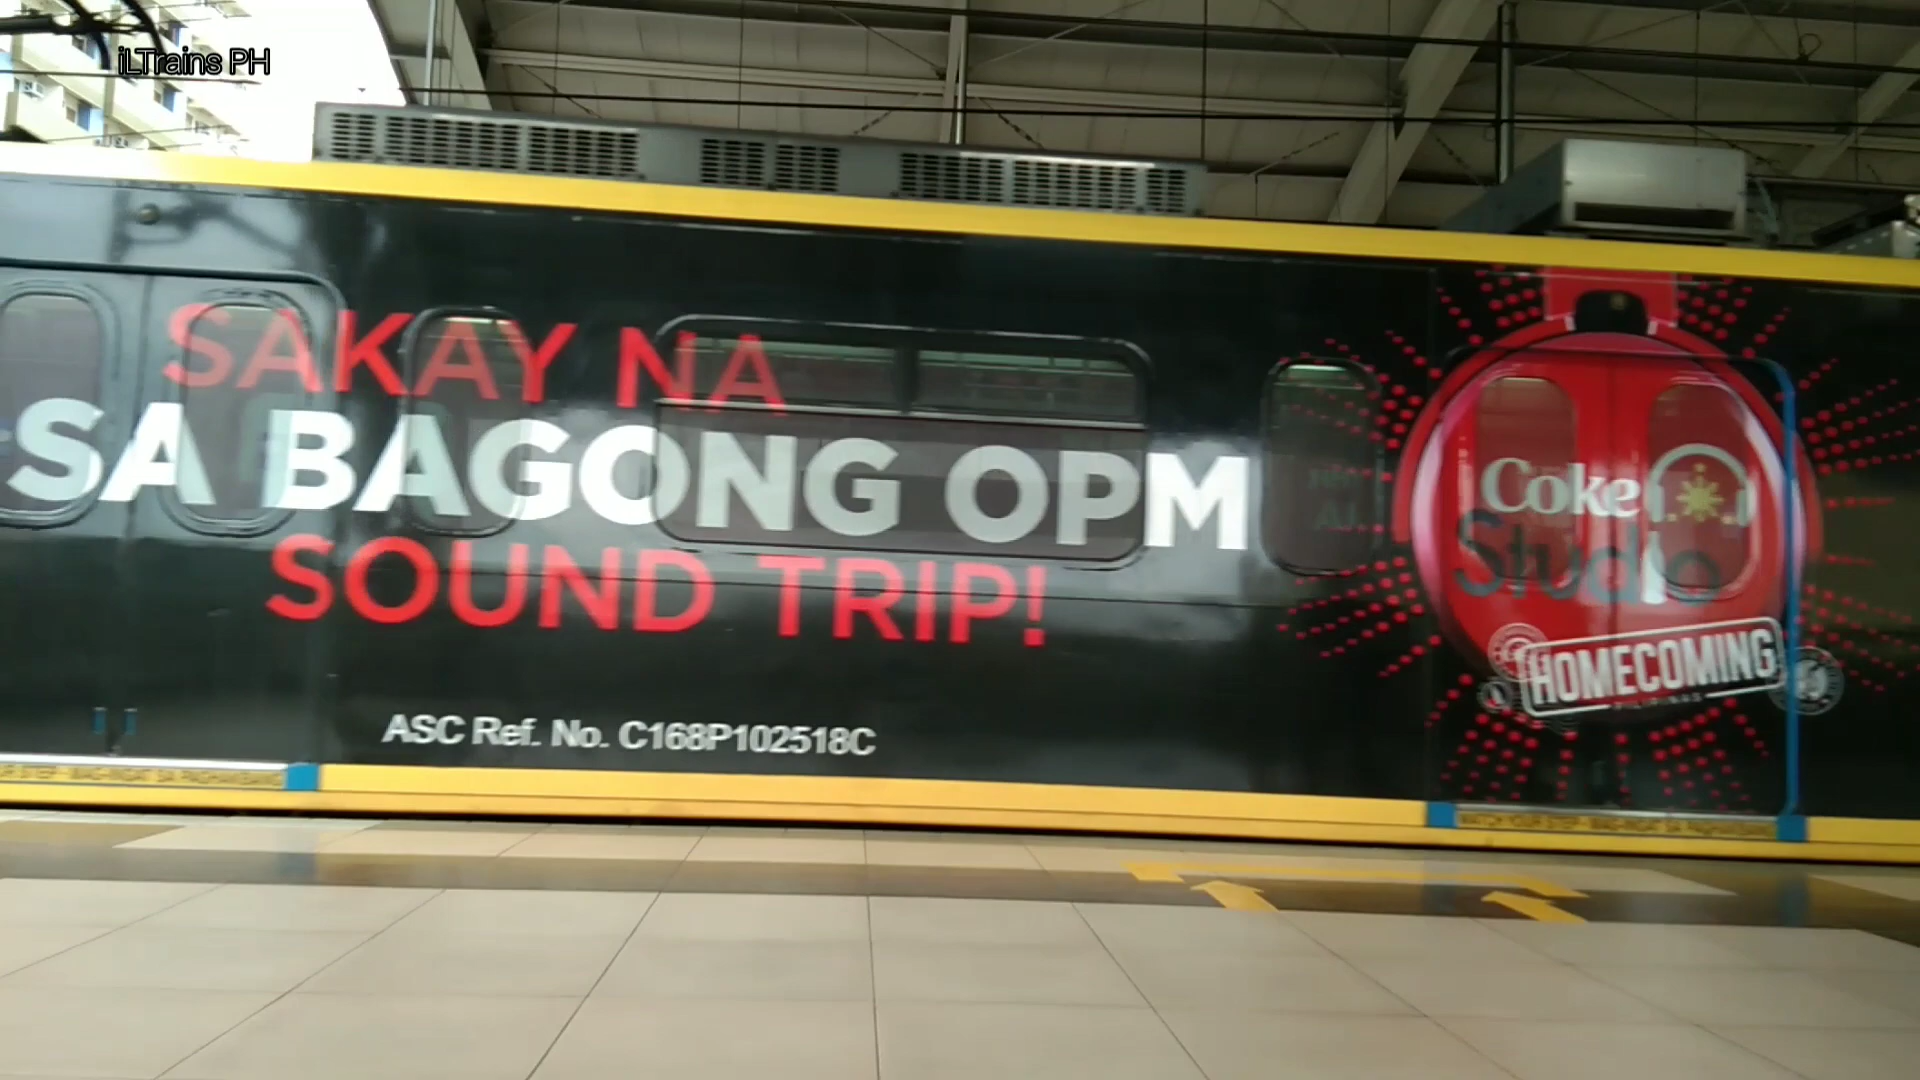 iLTrains PH
SAKAY NA
SA BAGONG OPM
SOUND TRIP!
ASC Ref. No. C168P102518C
Coke
Studio
HOMECOMING